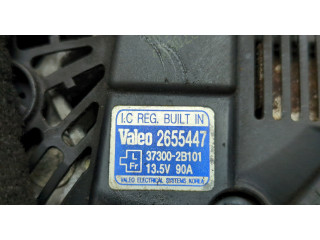 I.C REG. BUILT IN
Valeo 2655447
L 37300-2B101
Fr 13.5V 90A
VALEO ELECTRICAL SYSTEMS KOREA